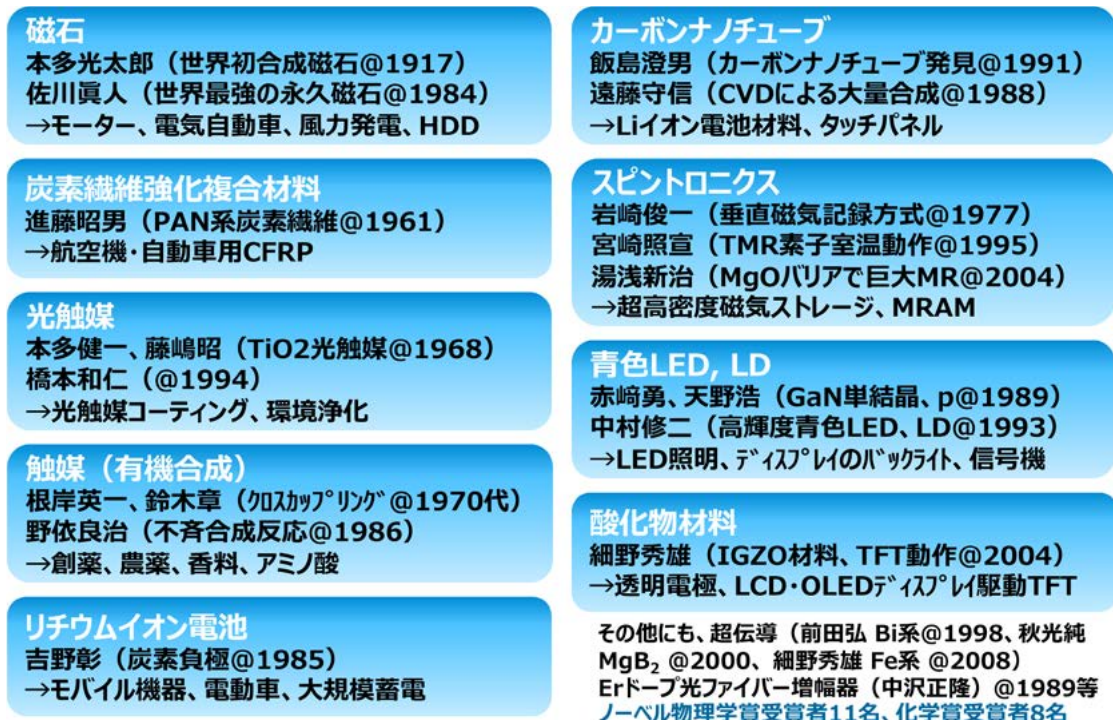 磁石
本多光太郎（世界初合成磁石@1917）
佐川眞人（世界最強の永久磁石@1984）
→モーター、電気自動車、風力発電、HDD
炭素繊維強化複合材料
進藤昭男（PAN系炭素繊維@1961）
→航空機・自動車用CFRP
光触媒
本多健一、藤嶋昭（TiO2光触媒@1968）
橋本和仁（@1994）
→光触媒コーティング、環境浄化
触媒（有機合成）
根岸英一、鈴木章（ｸﾛｽｶｯﾌﾟﾘﾝｸﾞ@1970代）
野依良治（不斉合成反応@1986）
→創薬、農薬、香料、アミノ酸
リチウムイオン電池
吉野彰（炭素負極@1985）
→モバイル機器、電動車、大規模蓄電
カーボンナノチューブ
飯島澄男（カーボンナノチューブ発見@1991）
遠藤守信（CVDによる大量合成@1988）
→Liイオン電池材料、タッチパネル
スピントロニクス
岩崎俊一（垂直磁気記録方式@1977）
宮崎照宣（TMR素子室温動作@1995）
湯浅新治（MgOバリアで巨大MR@2004）
→超高密度磁気ストレージ、MRAM
青色LED, LD
赤﨑勇、天野浩（GaN単結晶、p@1989）
中村修二（高輝度青色LED、LD@1993）
→LED照明、ﾃﾞｨｽﾌﾟﾚｲのﾊﾞｯｸﾗｲﾄ、信号機
酸化物材料
細野秀雄（IGZO材料、TFT動作@2004）
→透明電極、LCD・OLEDﾃﾞｨｽﾌﾟﾚｲ駆動TFT
その他にも、超伝導（前田弘 Bi系@1998、秋光純
MgB₂ @2000、細野秀雄 Fe系 @2008）
Erドープ光ファイバー増幅器（中沢正隆）@1989等
ノーベル物理学賞受賞者11名、化学賞受賞者8名